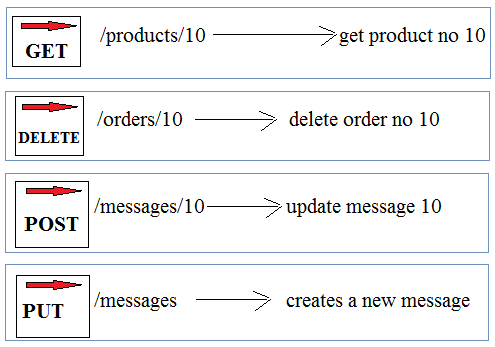 GET /products/10 get product no 10
DELETE /orders/10 delete order no 10
POST /messages/10 update message 10
PUT /messages creates a new message